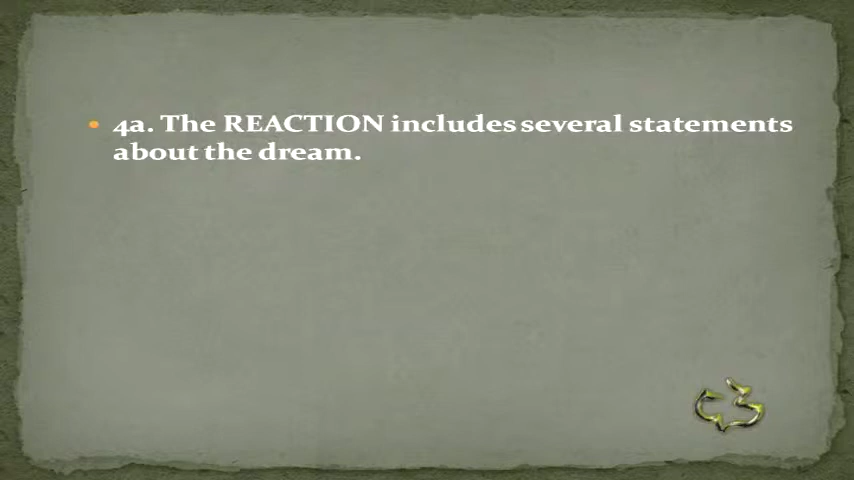 • 4a. The REACTION includes several statements
about the dream.